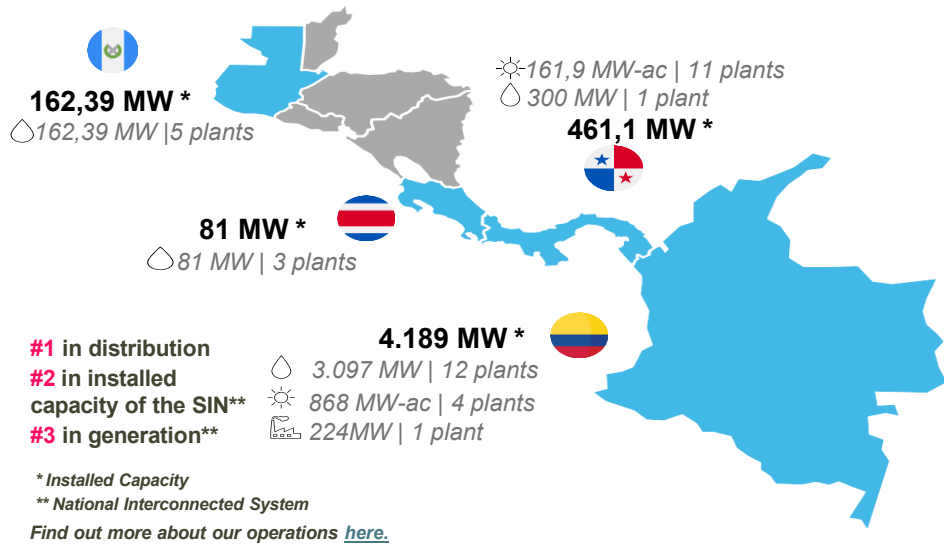 162,39 MW *
162,39 MW |5 plants
161,9 MW-ac | 11 plants
300 MW | 1 plant
461,1 MW *
81 MW *
81 MW | 3 plants
4.189 MW *
3.097 MW | 12 plants
868 MW-ac | 4 plants
224MW | 1 plant
#1 in distribution
#2 in installed
capacity of the SIN**
#3 in generation**
* Installed Capacity
** National Interconnected System
Find out more about our operations here.